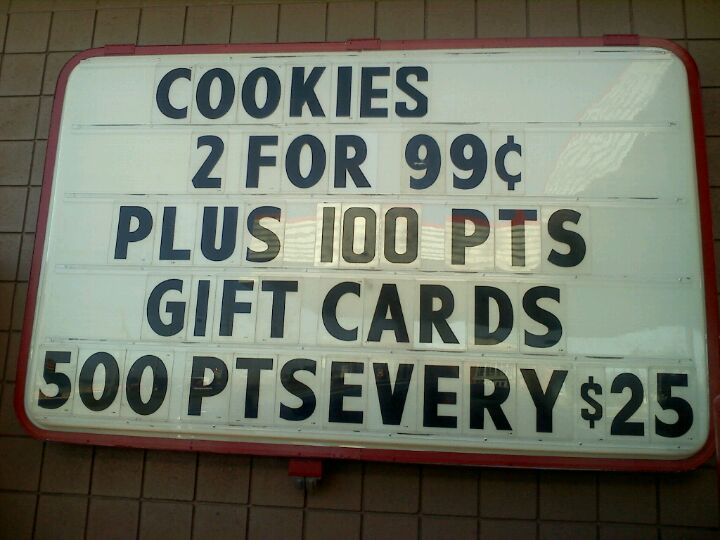 COOKIES
2 FOR 99¢
PLUS 100 PTS
GIFT CARDS
500 PTSEVERY $25